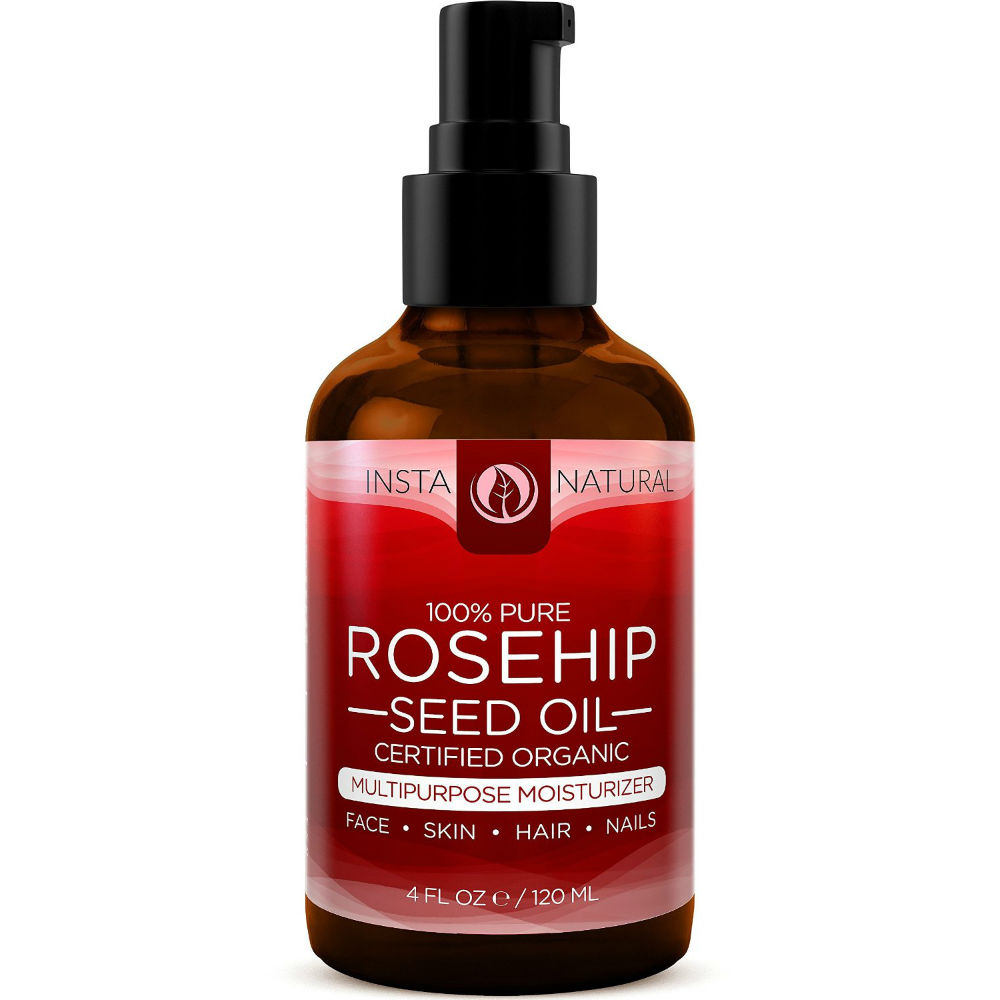 INSTA NATURAL
100% PURE
ROSEHIP
SEED OIL
CERTIFIED ORGANIC
MULTIPURPOSE MOISTURIZER
FACE • SKIN • HAIR • NAILS
4 FL OZ ℮ / 120 ML